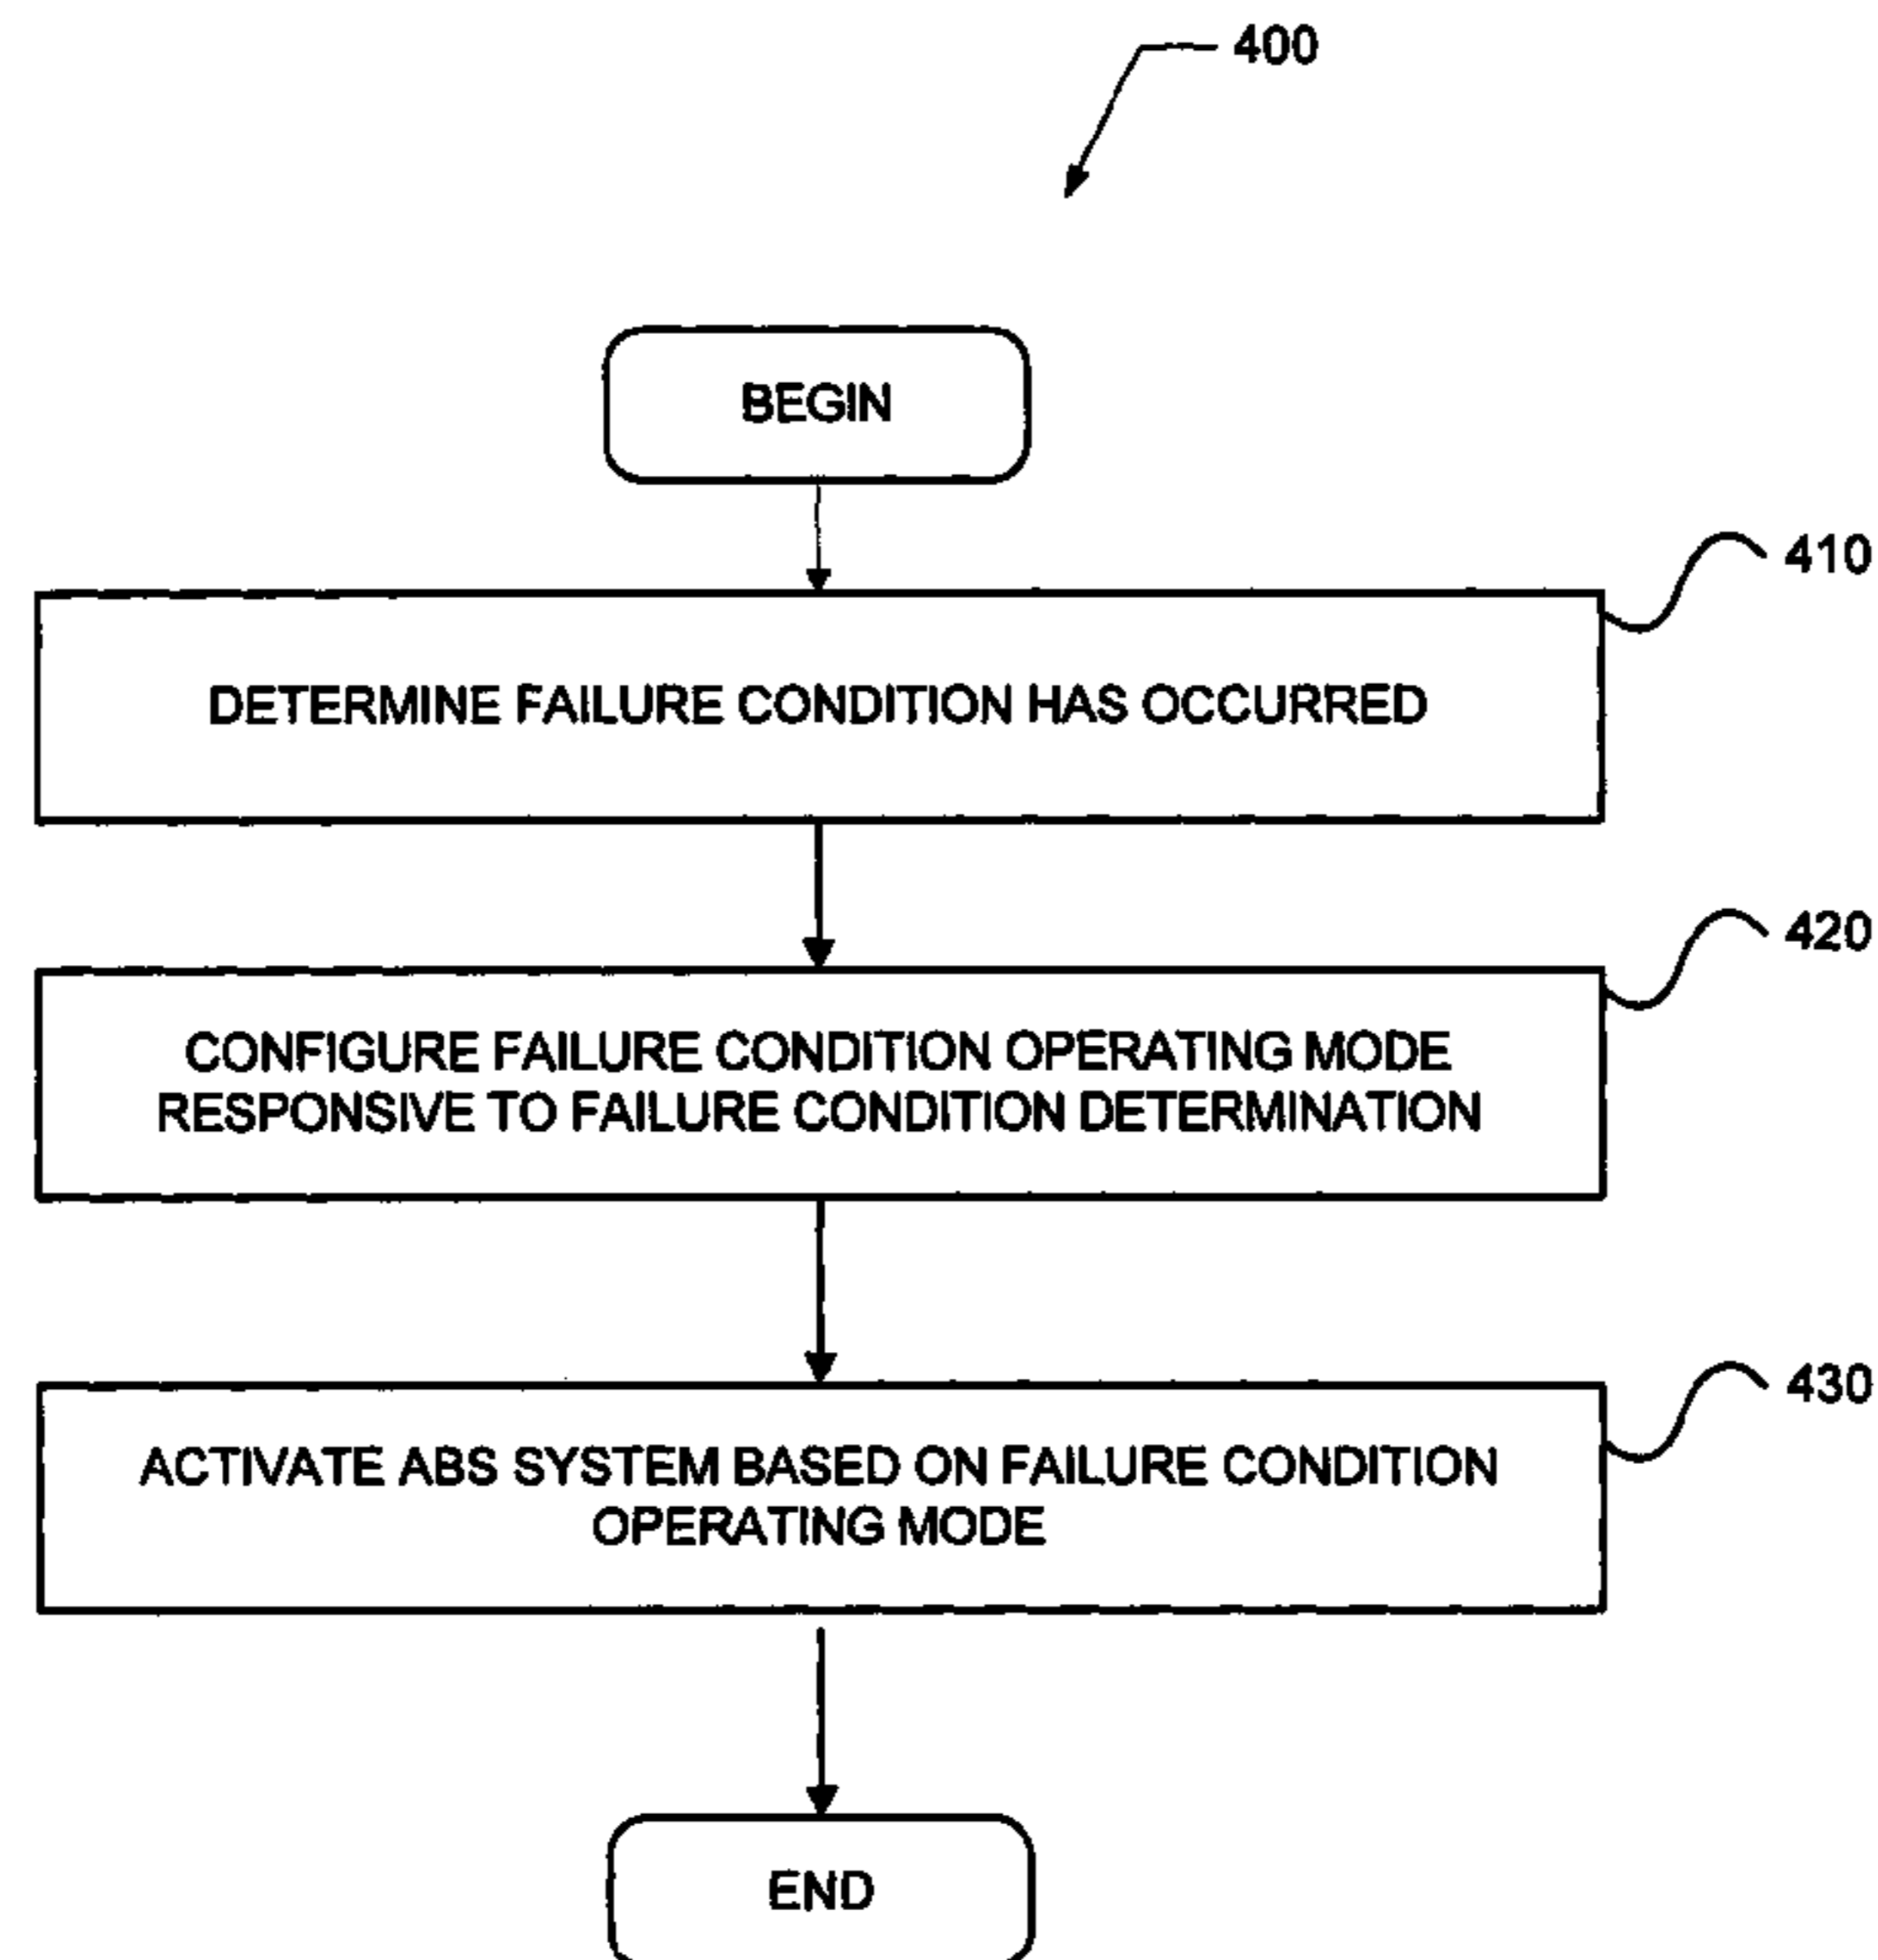 400
BEGIN
410
DETERMINE FAILURE CONDITION HAS OCCURRED
420
CONFIGURE FAILURE CONDITION OPERATING MODE
RESPONSIVE TO FAILURE CONDITION DETERMINATION
430
ACTIVATE ABS SYSTEM BASED ON FAILURE CONDITION
OPERATING MODE
END